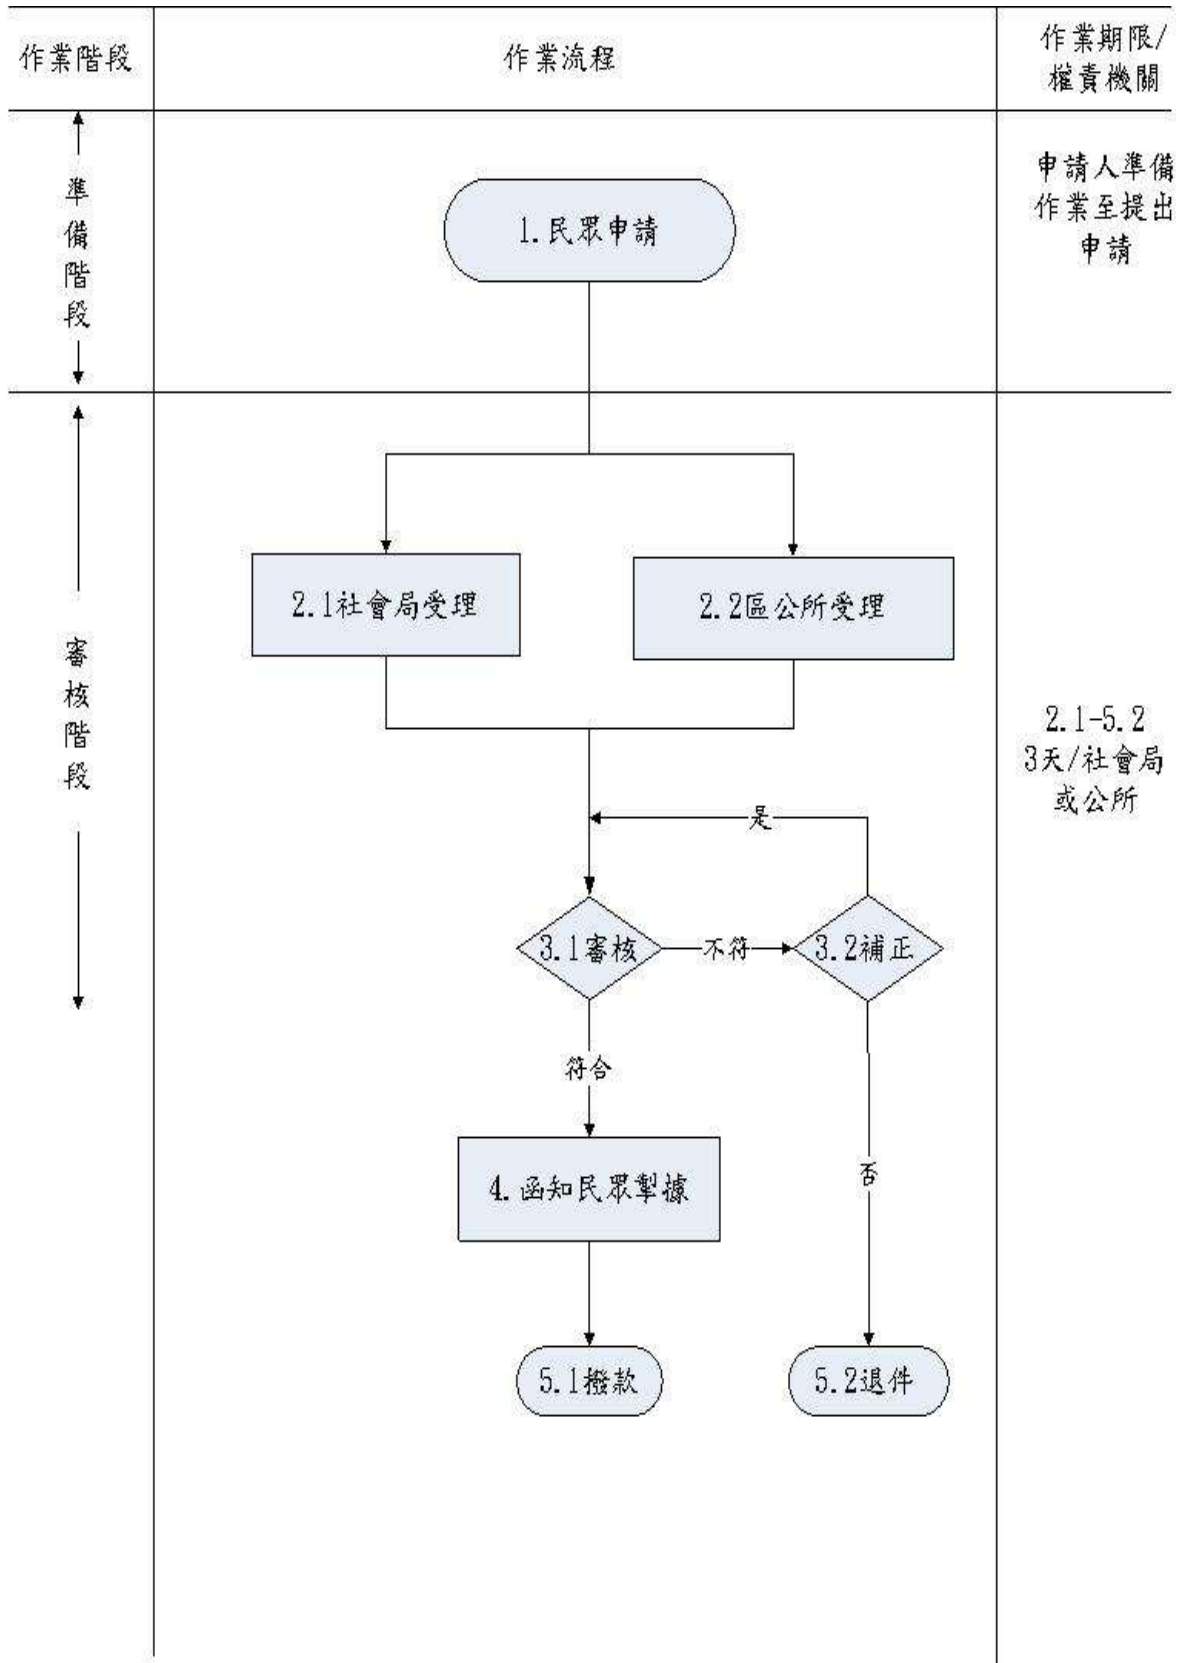 作業階段
作業流程
作業期限/
權責機關
準
備
階
段
1.民眾申請
申請人準備
作業至提出
申請
審
核
階
段
2.1社會局受理
2.2區公所受理
2.1-5.2
3天/社會局
或公所
是
3.1審核
不符
3.2補正
符合
否
4.函知民眾掣據
5.1撥款
5.2退件